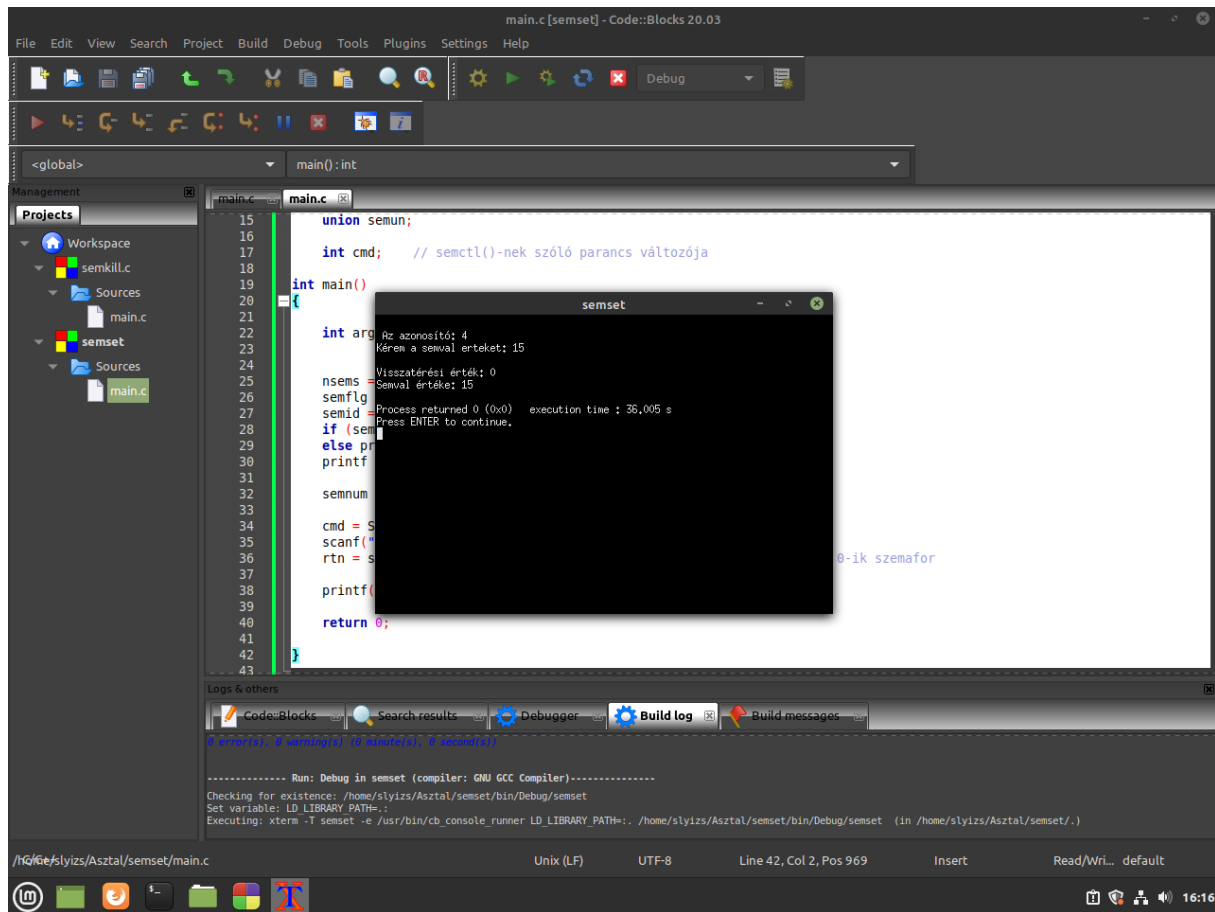 main.c [semset] - Code::Blocks 20.03
File Edit View Search Project Build Debug Tools Plugins Settings Help
Debug
<global>
main() : int
Management
Projects
Workspace
semkill.c
Sources
main.c
semset
Sources
main.c
main.c
main.c
15 union semun;
16
17 int cmd; // semctl()-nek szóló parancs változója
18
19 int main()
20 {
21
22 int arg
23
24
25 nsems =
26 semflg
27 semid =
28 if (sem
29 else pr
30 printf
31
32 semnum
33
34 cmd = S
35 scanf("
36 rtn = s 0-ik szemafor
37
38 printf(
39
40 return 0;
41
42 }
43
semset
Az azonosító: 4
Kérem a semval erteket: 15
Visszatérési érték: 0
Semval értéke: 15
Process returned 0 (0x0) execution time : 36,005 s
Press ENTER to continue.
Logs & others
Code::Blocks
Search results
Debugger
Build log
Build messages
0 error(s), 0 warning(s) (0 minute(s), 0 second(s))
-------------- Run: Debug in semset (compiler: GNU GCC Compiler)---------------
Checking for existence: /home/slyizs/Asztal/semset/bin/Debug/semset
Set variable: LD_LIBRARY_PATH=.:
Executing: xterm -T semset -e /usr/bin/cb_console_runner LD_LIBRARY_PATH=:. /home/slyizs/Asztal/semset/bin/Debug/semset (in /home/slyizs/Asztal/semset/.)
/home/slyizs/Asztal/semset/main.c
C/C++
Unix (LF)
UTF-8
Line 42, Col 2, Pos 969
Insert
Read/Wri...
default
16:16